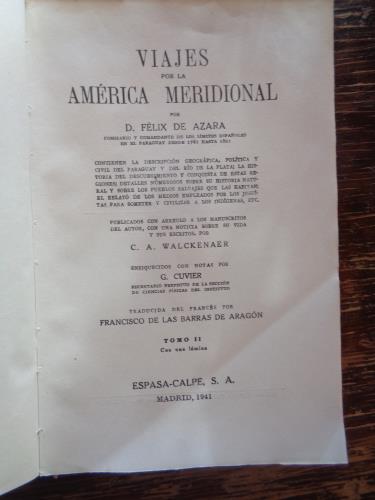 VIAJES
POR LA
AMÉRICA MERIDIONAL
POR
D. FÉLIX DE AZARA
COMISARIO Y COMANDANTE DE LOS LÍMITES ESPAÑOLES
EN EL PARAGUAY DESDE 1781 HASTA 1801
CONTIENEN LA DESCRIPCIÓN GEOGRÁFICA, POLÍTICA Y
CIVIL DEL PARAGUAY Y DEL RÍO DE LA PLATA; LA HIS-
TORIA DEL DESCUBRIMIENTO Y CONQUISTA DE ESTAS RE-
GIONES; DETALLES NUMEROSOS SOBRE SU HISTORIA NATU-
RAL Y SOBRE LOS PUEBLOS SALVAJES QUE LAS HABITAN;
EL RELATO DE LOS MEDIOS EMPLEADOS POR LOS JESUÍ-
TAS PARA SOMETER Y CIVILIZAR A LOS INDÍGENAS, ETC.
PUBLICADOS CON ARREGLO A LOS MANUSCRITOS
DEL AUTOR, CON UNA NOTICIA SOBRE SU VIDA
Y SUS ESCRITOS, POR
C. A. WALCKENAER
ENRIQUECIDOS CON NOTAS POR
G. CUVIER
SECRETARIO PERPETUO DE LA SECCIÓN
DE CIENCIAS FÍSICAS DEL INSTITUTO
TRADUCIDA DEL FRANCÉS POR
FRANCISCO DE LAS BARRAS DE ARAGÓN
TOMO II
Con una lámina
ESPASA-CALPE, S. A.
MADRID, 1941